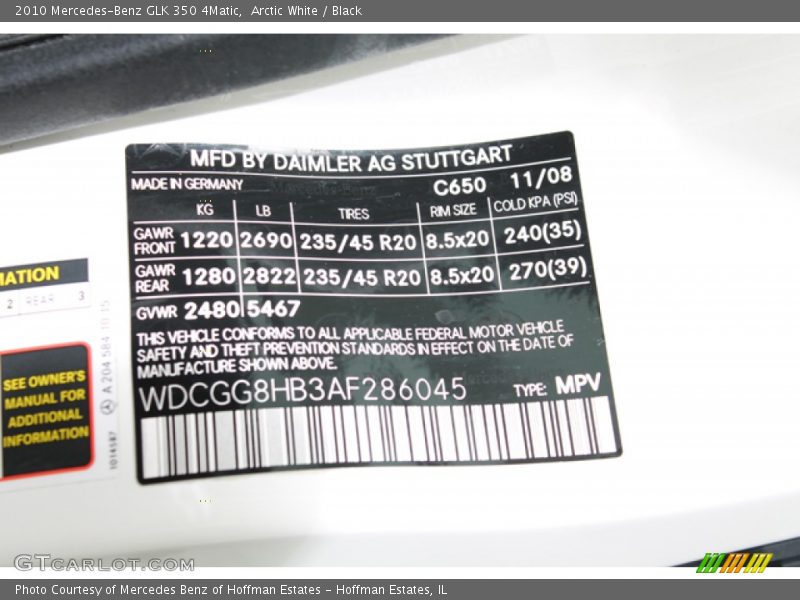 2010 Mercedes-Benz GLK 350 4Matic,  Arctic White / Black
MFD BY DAIMLER AG STUTTGART
MADE IN GERMANY C650 11/08
KG LB TIRES RIM SIZE COLD KPA (PSI)
GAWR FRONT 1220 2690 235/45 R20 8.5x20 240(35)
GAWR REAR 1280 2822 235/45 R20 8.5x20 270(39)
GVWR 2480 5467
THIS VEHICLE CONFORMS TO ALL APPLICABLE FEDERAL MOTOR VEHICLE
SAFETY AND THEFT PREVENTION STANDARDS IN EFFECT ON THE DATE OF
MANUFACTURE SHOWN ABOVE.
WDCGG8HB3AF286045 TYPE: MPV
MATION
2 REAR 3
SEE OWNER'S
MANUAL FOR
ADDITIONAL
INFORMATION
A 204 584 10 15
GTCARLOT.COM
Photo Courtesy of Mercedes Benz of Hoffman Estates - Hoffman Estates, IL